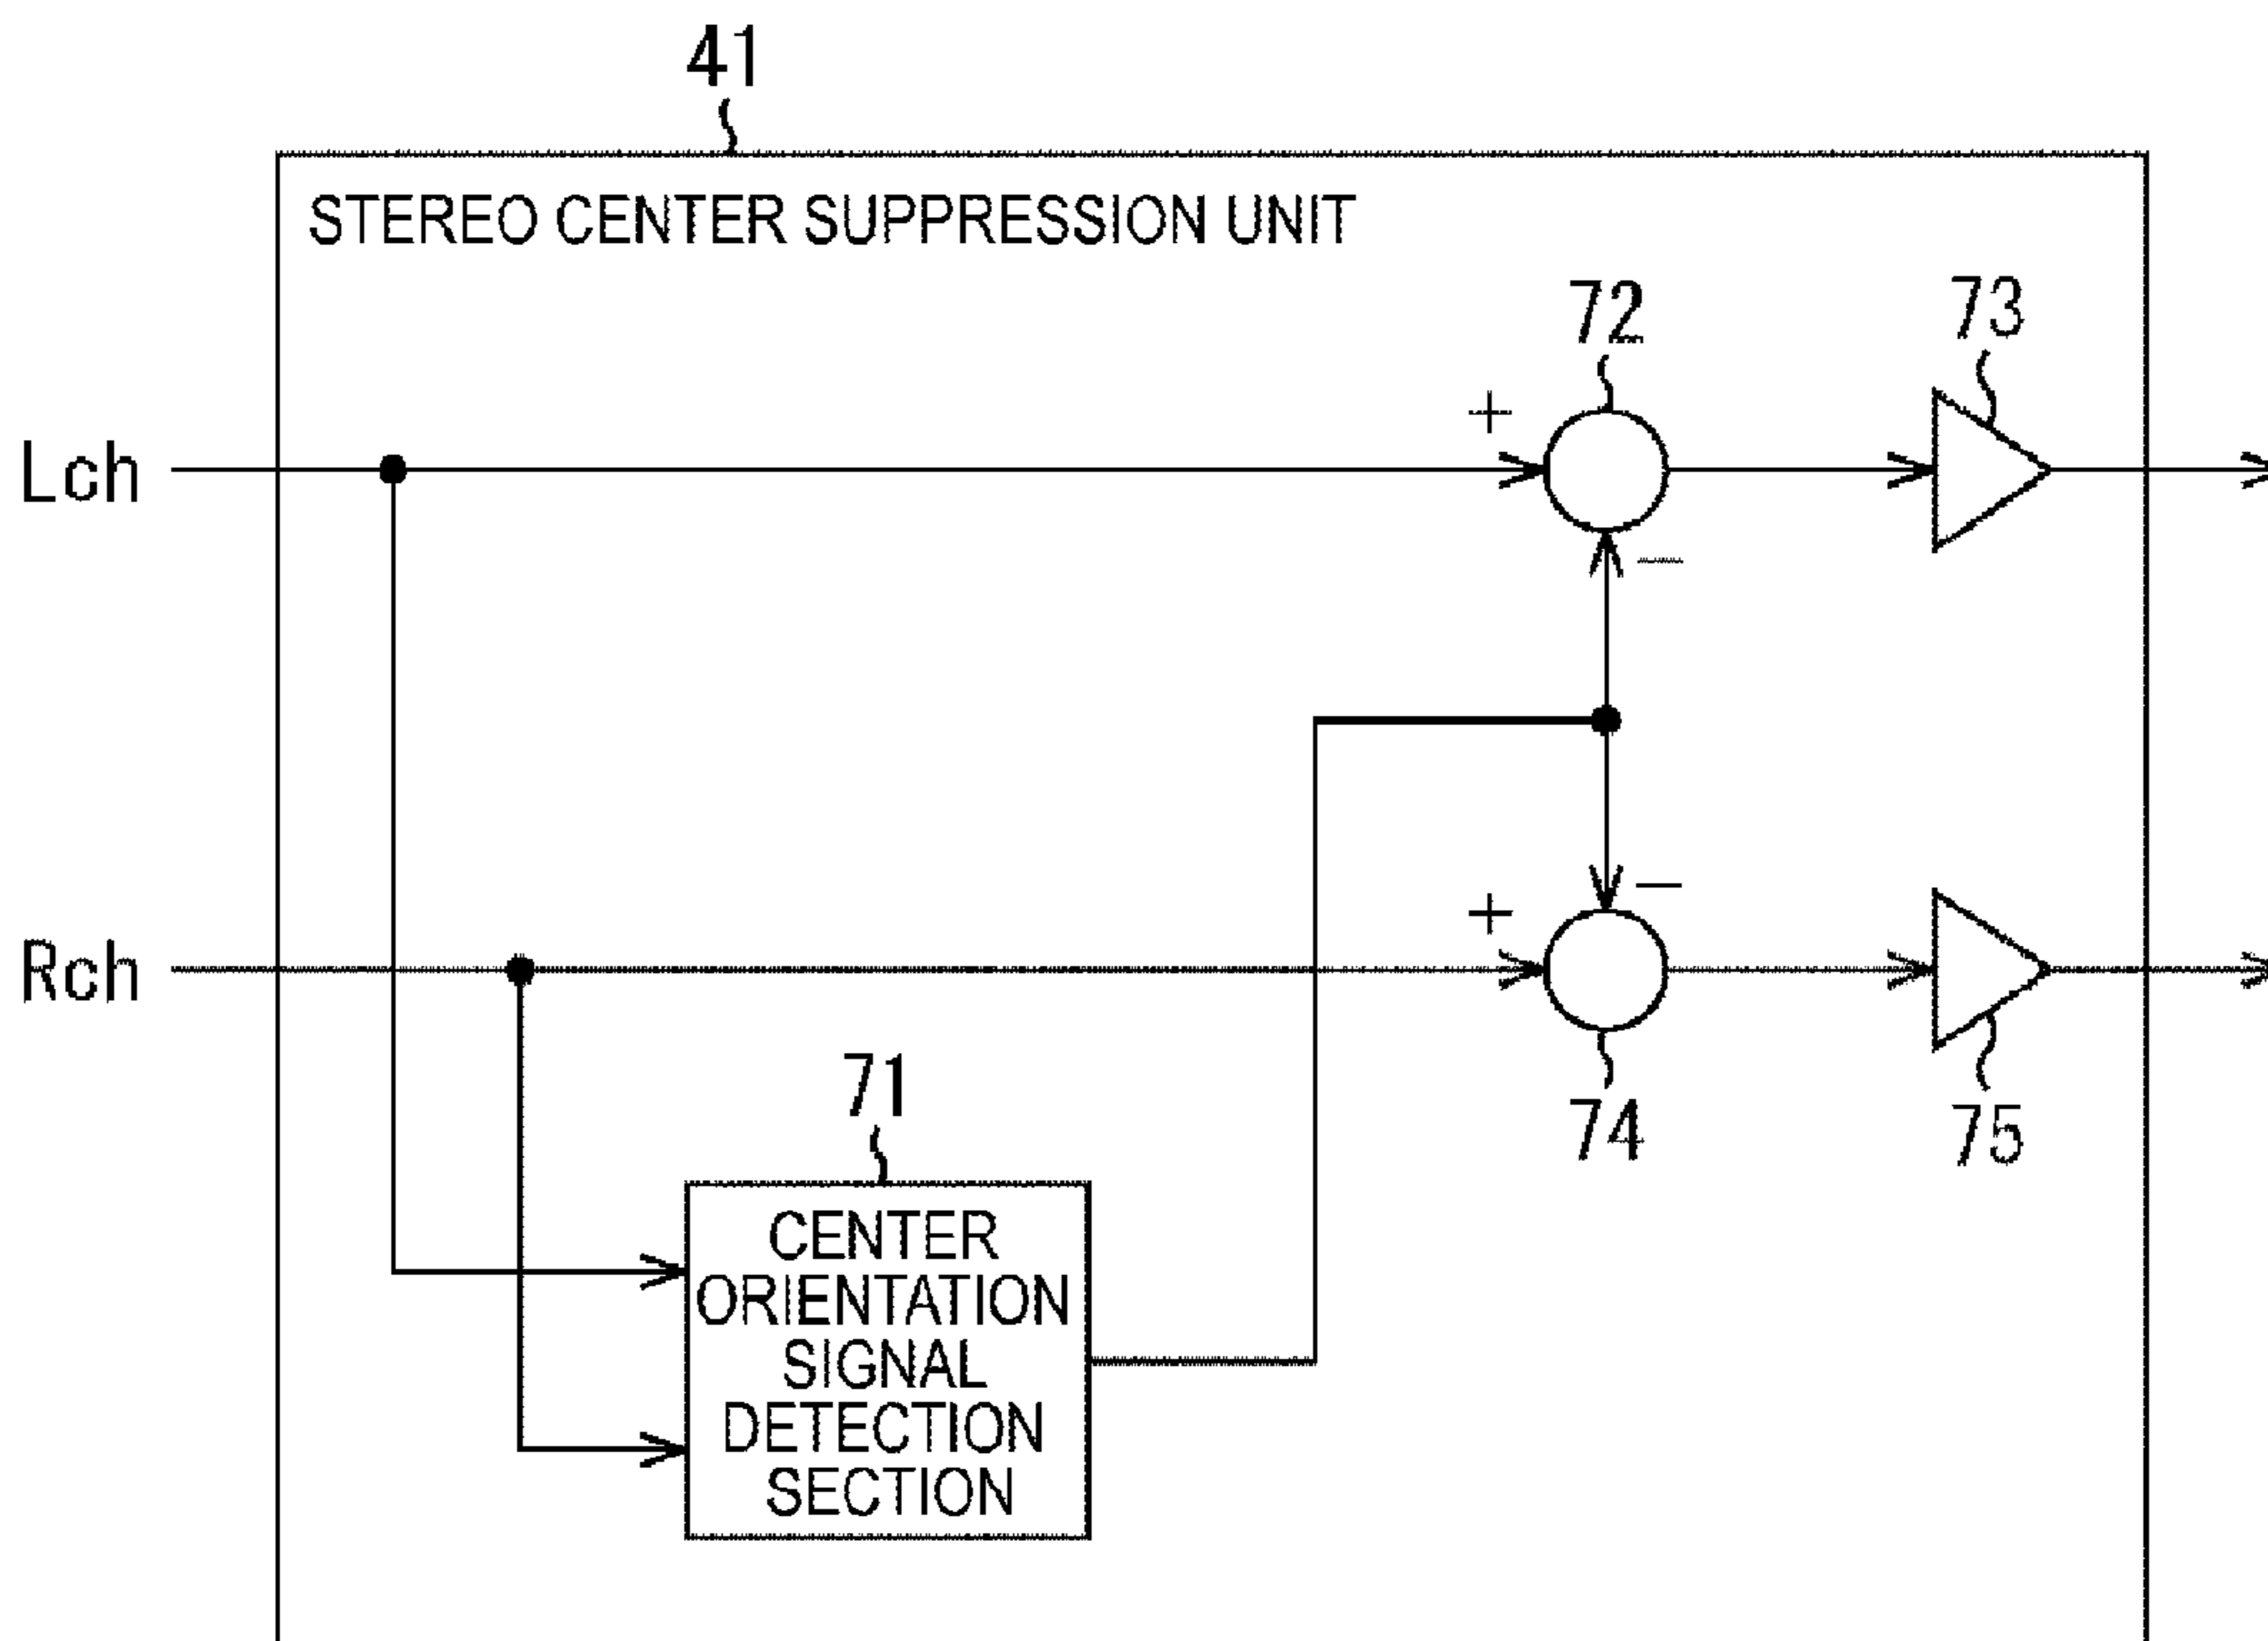 41
STEREO CENTER SUPPRESSION UNIT
72
73
+
Lch
−
−
+
Rch
71
74
75
CENTER
ORIENTATION
SIGNAL
DETECTION
SECTION